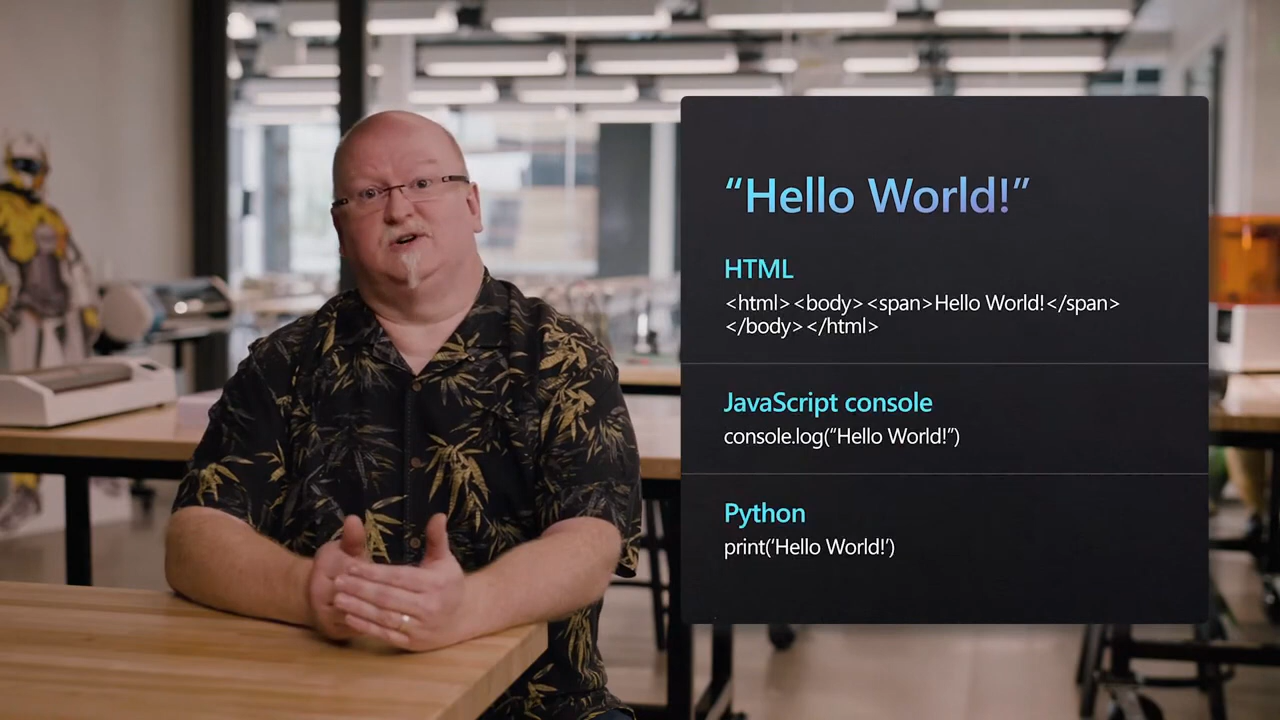 “Hello World!”
HTML
<html><body><span>Hello World!</span>
</body></html>
JavaScript console
console.log(“Hello World!”)
Python
print(‘Hello World!’)